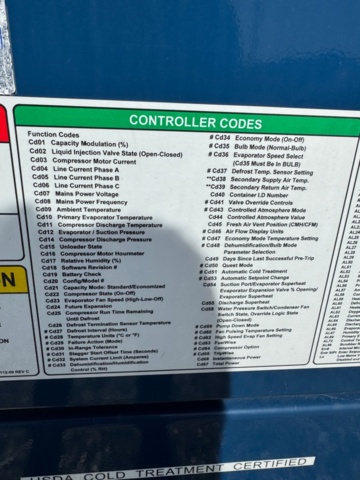 CONTROLLER CODES
Function Codes
Cd01 Capacity Modulation (%)
Cd02 Liquid Injection Valve State (Open-Closed)
Cd03 Compressor Motor Current
Cd04 Line Current Phase A
Cd05 Line Current Phase B
Cd06 Line Current Phase C
Cd07 Mains Power Voltage
Cd08 Mains Power Frequency
Cd09 Ambient Temperature
Cd10 Primary Evaporator Temperature
Cd11 Compressor Discharge Temperature
Cd12 Evaporator / Suction Pressure
Cd14 Compressor Discharge Pressure
Cd15 Unloader State
Cd16 Compressor Motor Hourmeter
Cd17 Relative Humidity (%)
Cd18 Software Revision #
Cd19 Battery Check
Cd20 Config/Model #
Cd21 Capacity Mode: Standard/Economized
Cd22 Compressor State (On-Off)
Cd23 Evaporator Fan Speed (High-Low-Off)
Cd24 Future Expansion
Cd25 Compressor Run Time Remaining
Until Defrost
Cd26 Defrost Termination Sensor Temperature
# Cd27 Defrost Interval (Hours)
# Cd28 Temperature Units (°C or °F)
# Cd29 Failure Action (Mode)
# Cd30 In-Range Tolerance
# Cd31 Stagger Start Offset Time (Seconds)
# Cd32 System Current Limit (Amperes)
# Cd33 Dehumidification/Humidification
Control (% RH)
# Cd34 Economy Mode (On-Off)
# Cd35 Bulb Mode (Normal-Bulb)
# Cd36 Evaporator Speed Select
(Cd35 Must Be in BULB)
# Cd37 Defrost Temp. Sensor Setting
**Cd38 Secondary Supply Air Temp.
**Cd39 Secondary Return Air Temp.
Cd40 Container I.D Number
# Cd41 Valve Override Controls
# Cd43 Controlled Atmosphere Mode
Cd44 Controlled Atmosphere Value
Cd45 Fresh Air Vent Position (CMH/CFM)
# Cd46 Air Flow Display Units
# Cd47 Economy Mode Temperature Setting
# Cd48 Dehumidification/Bulb Mode
Parameter Selection
Cd49 Days Since Last Successful Pre-Trip
# Cd50 Quest Mode
# Cd51 Automatic Cold Treatment
# Cd53 Automatic Setpoint Change
Cd54 Suction Port/Evaporator Superheat
Evaporator Expansion Valve % Opening/
Evaporator Superheat
Cd55 Discharge Superheat
Cd58 Water Pressure Switch/Condenser Fan
Switch State, Override Logic State
(Open-Closed)
# Cd59 Pump Down Mode
# Cd60 Fan Pulsing Temperature Setting
# Cd62 High Speed Evap Fan Setting
# Cd63 FuelWise
# Cd64 Compressor Option
# Cd65 TripWise
Cd66 Instantaneous Power
Cd67 Total Power
USDA COLD TREATMENT CERTIFIED